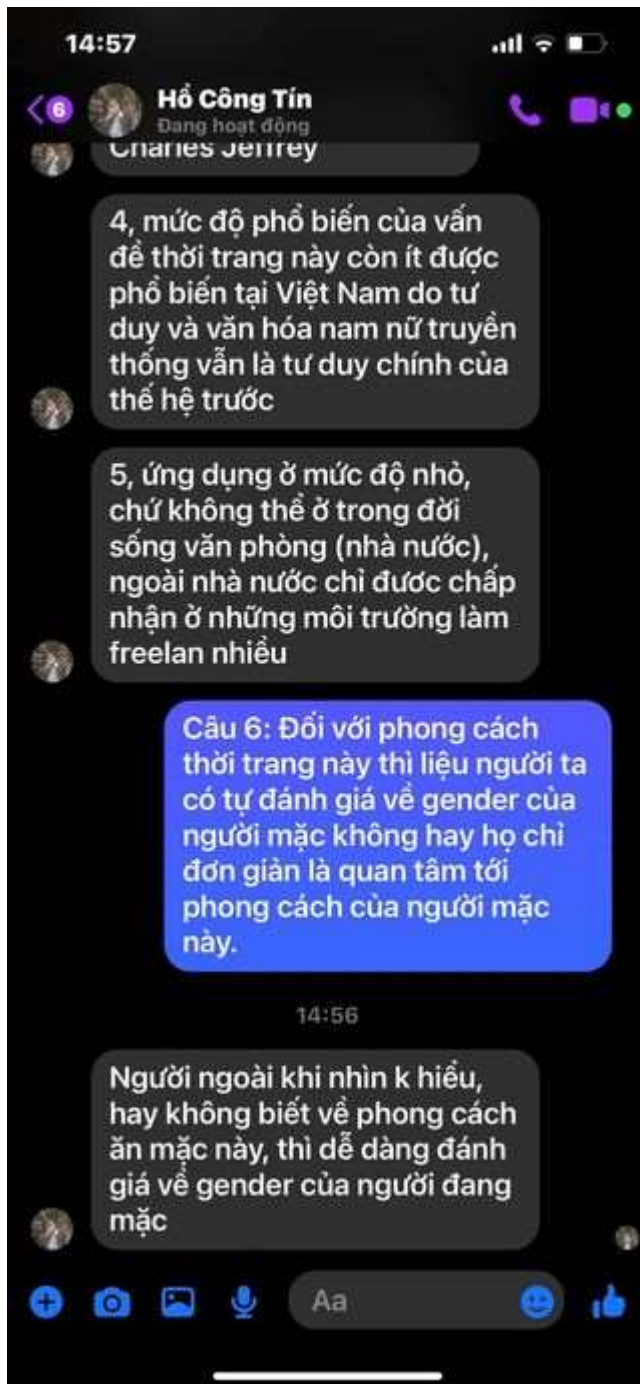 14:57
6
Hồ Công Tín
Đang hoạt động
Charles Jeffrey
4, mức độ phổ biến của vấn
đề thời trang này còn ít được
phổ biến tại Việt Nam do tư
duy và văn hóa nam nữ truyền
thống vẫn là tư duy chính của
thế hệ trước
5, ứng dụng ở mức độ nhỏ,
chứ không thể ở trong đời
sống văn phòng (nhà nước),
ngoài nhà nước chỉ đươc chấp
nhận ở những môi trường làm
freelan nhiều
Câu 6: Đối với phong cách
thời trang này thì liệu người ta
có tự đánh giá về gender của
người mặc không hay họ chỉ
đơn giản là quan tâm tới
phong cách của người mặc
này.
14:56
Người ngoài khi nhìn k hiểu,
hay không biết về phong cách
ăn mặc này, thì dễ dàng đánh
giá về gender của người đang
mặc
Aa